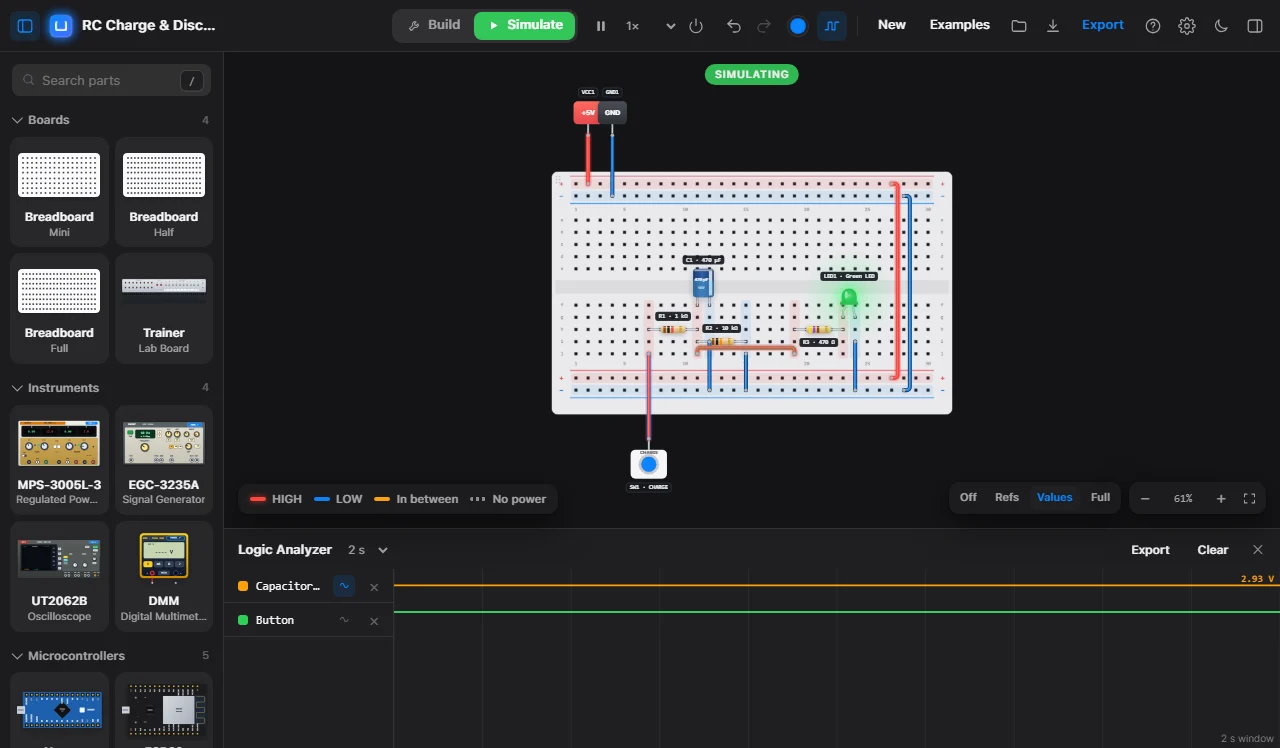 RC Charge & Disc...
Build
Simulate
1×
New
Examples
Export
Search parts
/
SIMULATING
Boards
4
Breadboard
Mini
Breadboard
Half
Breadboard
Full
Trainer
Lab Board
Instruments
4
MPS-3005L-3
Regulated Pow...
EGC-3235A
Signal Generator
UT2062B
Oscilloscope
DMM
Digital Multimet...
Microcontrollers
5
VCC1
GND1
+5V
GND
C1 · 470 µF
LED1 · Green LED
R1 · 1 kΩ
R2 · 10 kΩ
R3 · 470 Ω
CHARGE
SW1 · CHARGE
HIGH
LOW
In between
No power
Off
Refs
Values
Full
61%
Logic Analyzer
2 s
Export
Clear
Capacitor...
2.93 V
Button
2 s window